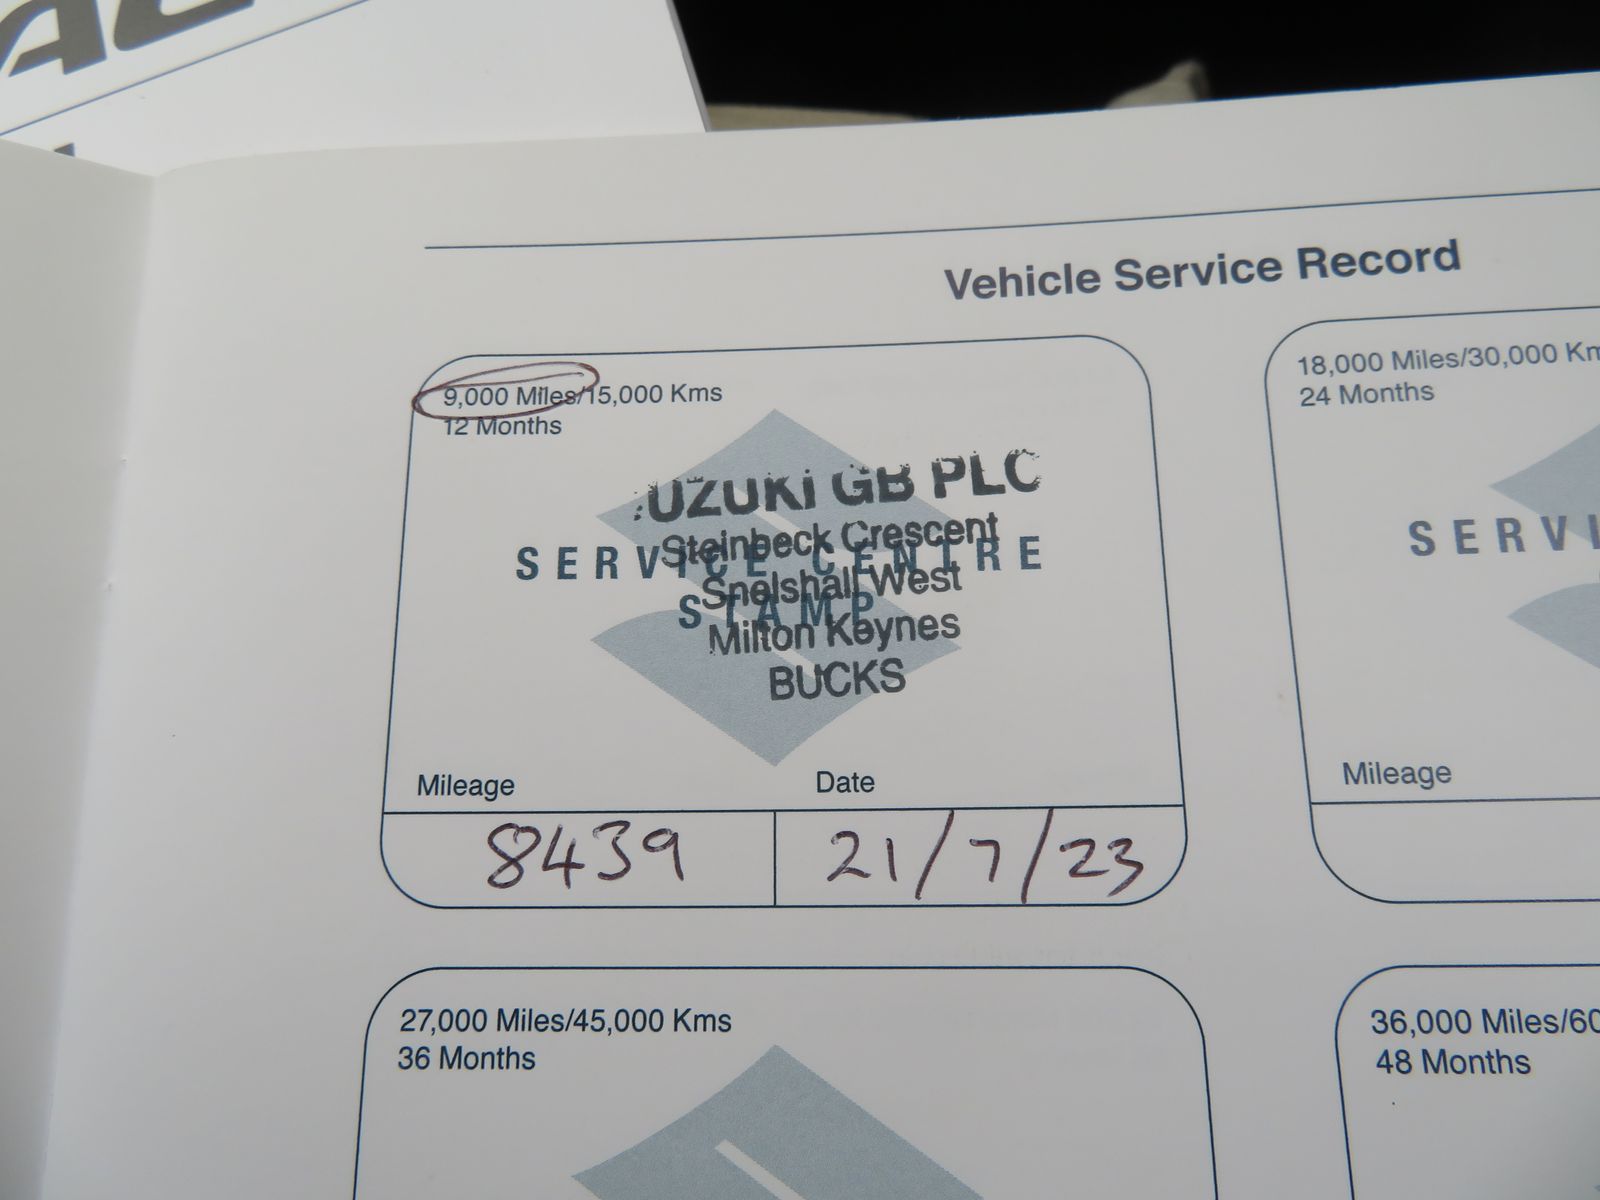 Vehicle Service Record
9,000 Miles/15,000 Kms
12 Months
UZUKI GB PLC
Steinbeck Crescent
SERVICE CENTRE
Snelshall West
STAMP
Milton Keynes
BUCKS
Mileage
Date
8439
21/7/23
18,000 Miles/30,000 Km
24 Months
SERVI
Mileage
27,000 Miles/45,000 Kms
36 Months
36,000 Miles/60
48 Months